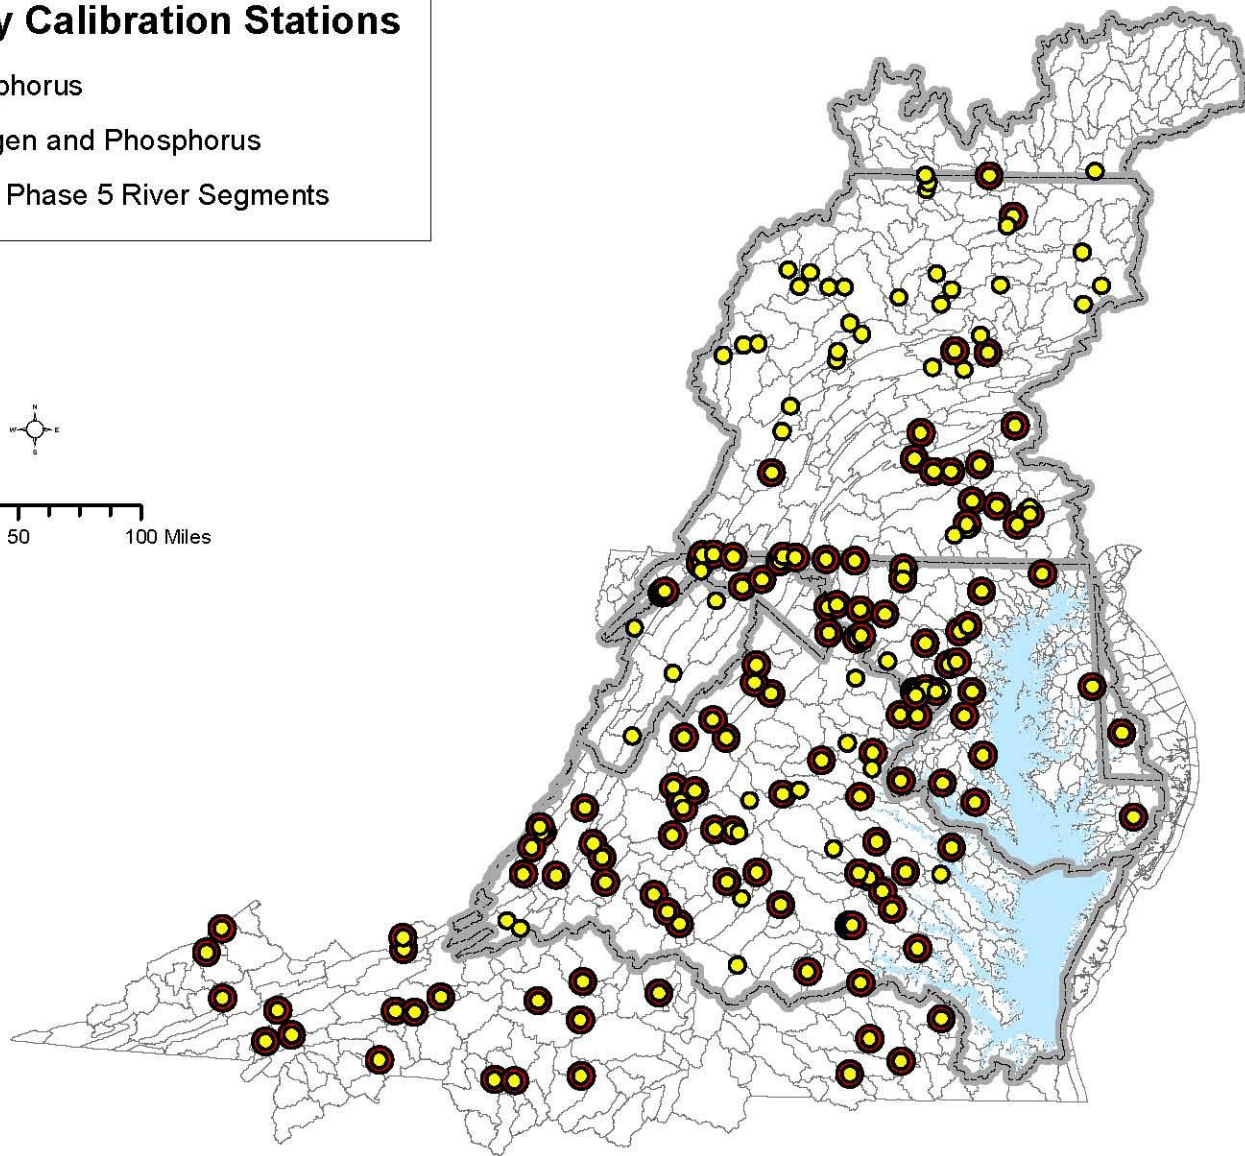 y Calibration Stations
phorus
gen and Phosphorus
Phase 5 River Segments
N
W E
S
50 100 Miles